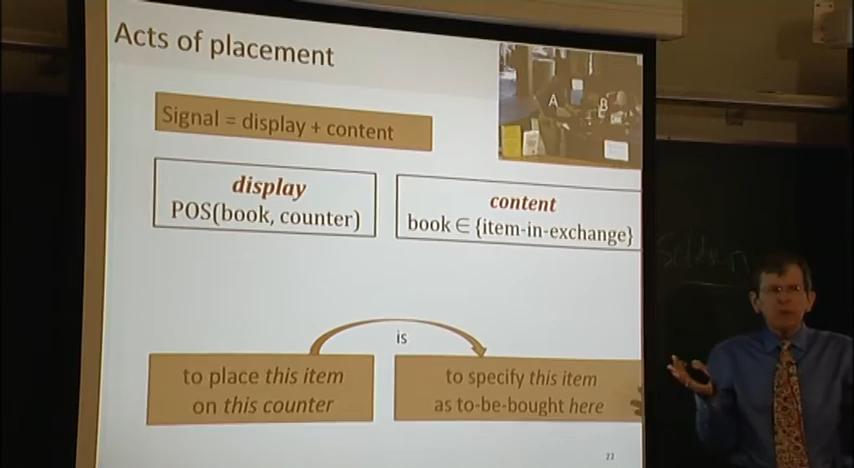 Acts of placement
A
B
Signal = display + content
display
POS(book, counter)
content
book ∈ {item-in-exchange}
is
to place this item
on this counter
to specify this item
as to-be-bought here
22